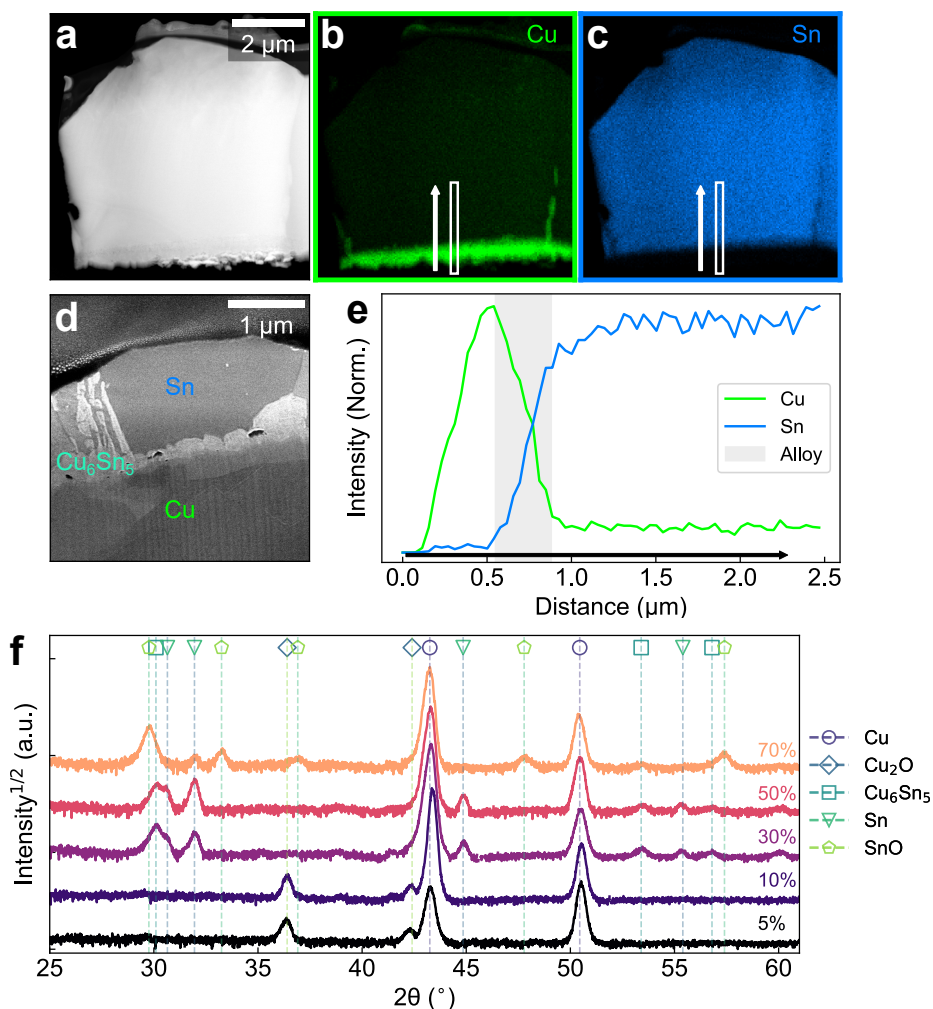 a
2 μm
b
Cu
c
Sn
d
1 μm
Sn
Cu6Sn5
Cu
e
Intensity (Norm.)
Cu
Sn
Alloy
0.0 0.5 1.0 1.5 2.0 2.5
Distance (μm)
f
Intensity1/2 (a.u.)
70%
50%
30%
10%
5%
25 30 35 40 45 50 55 60
2θ (°)
Cu
Cu2O
Cu6Sn5
Sn
SnO